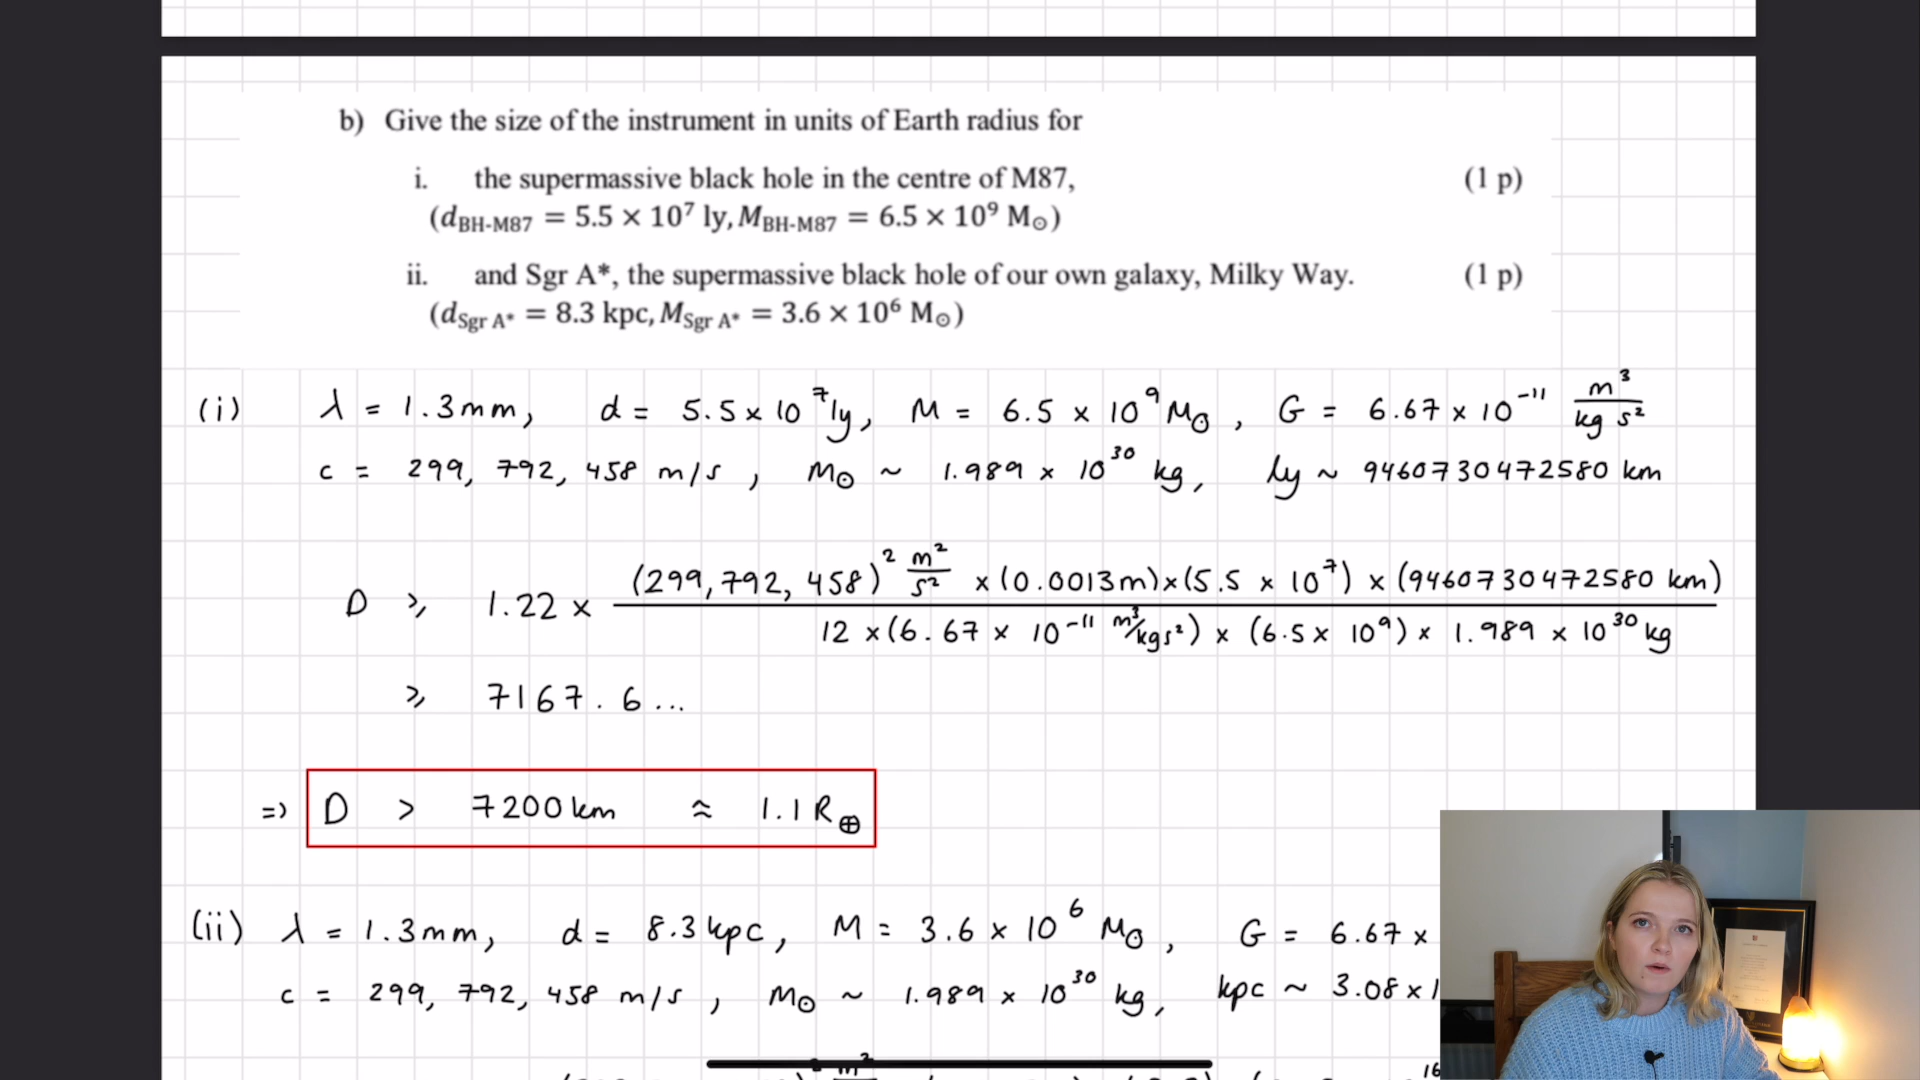 b) Give the size of the instrument in units of Earth radius for
i. the supermassive black hole in the centre of M87, (1 p)
(d_BH-M87 = 5.5 × 10⁷ ly, M_BH-M87 = 6.5 × 10⁹ M⊙)
ii. and Sgr A*, the supermassive black hole of our own galaxy, Milky Way. (1 p)
(d_Sgr A* = 8.3 kpc, M_Sgr A* = 3.6 × 10⁶ M⊙)
(i) λ = 1.3mm, d = 5.5 × 10⁷ ly, M = 6.5 × 10⁹ M⊙, G = 6.67 × 10⁻¹¹ m³/kg s²
c = 299,792,458 m/s, M⊙ ~ 1.989 × 10³⁰ kg, ly ~ 9460730472580 km
D ⩾ 1.22 × (299,792,458)² m²/s² × (0.0013m) × (5.5 × 10⁷) × (9460730472580 km)
12 × (6.67 × 10⁻¹¹ m³/kgs²) × (6.5 × 10⁹) × 1.989 × 10³⁰ kg
⩾ 7167.6...
=> D > 7200km ≈ 1.1 R⊕
(ii) λ = 1.3mm, d = 8.3 kpc, M = 3.6 × 10⁶ M⊙, G = 6.67 ×
c = 299,792,458 m/s, M⊙ ~ 1.989 × 10³⁰ kg, kpc ~ 3.08 × 1